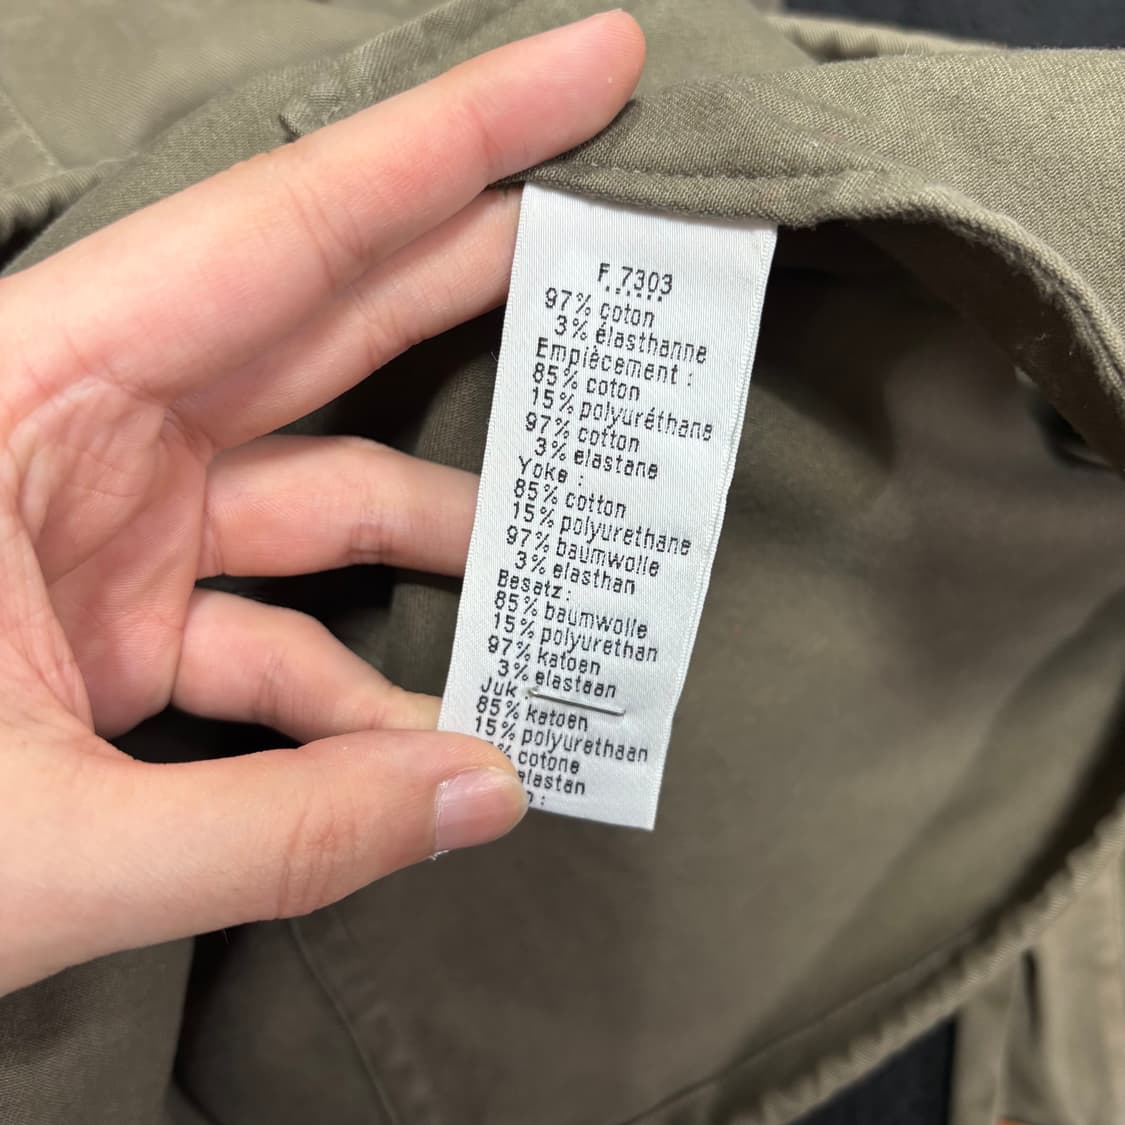 F 7303
97% coton
3% élasthanne
Empiècement :
85% coton
15% polyuréthane
97% cotton
3% elastane
Yoke :
85% cotton
15% polyurethane
97% baumwolle
3% elasthan
Besatz :
85% baumwolle
15% polyurethan
97% katoen
3% elastaan
Juk :
85% katoen
15% polyurethaan
% cotone
elastan
: